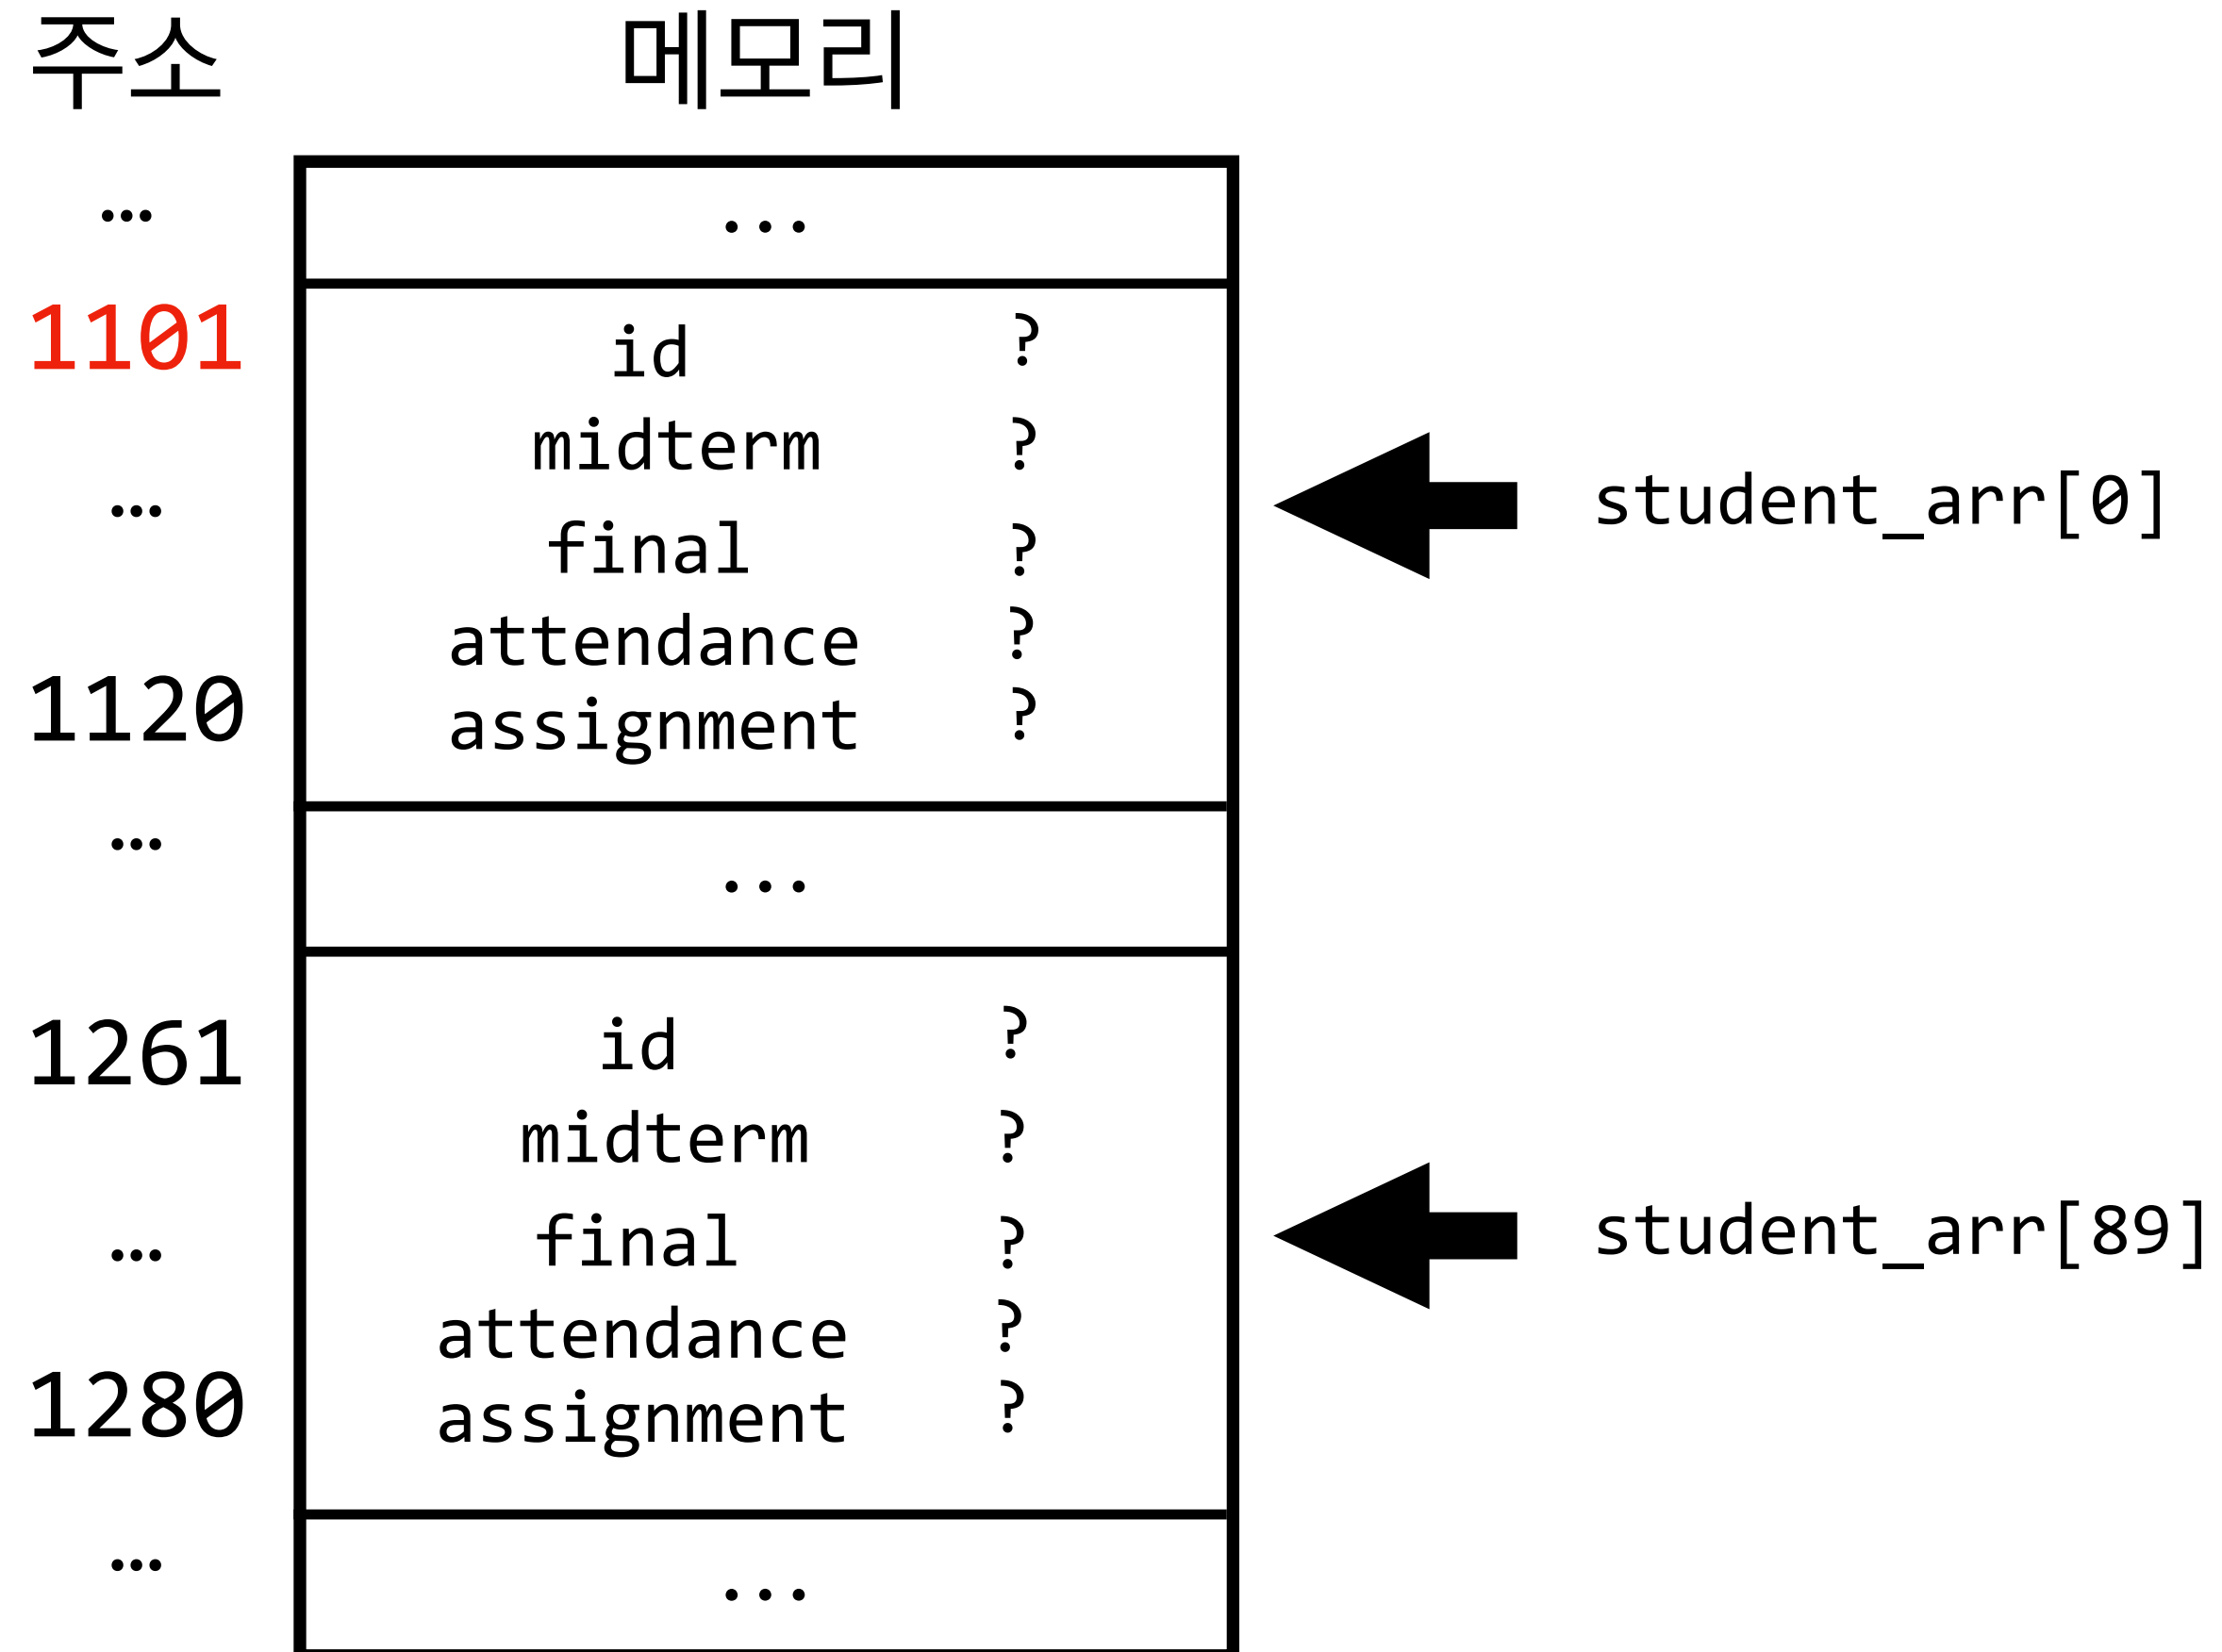 주소 메모리
... ...
1101
id ?
midterm ?
... final ? student_arr[0]
attendance ?
1120 assignment ?
...
...
1261 id ?
midterm ?
... final ? student_arr[89]
attendance ?
1280 assignment ?
...
...